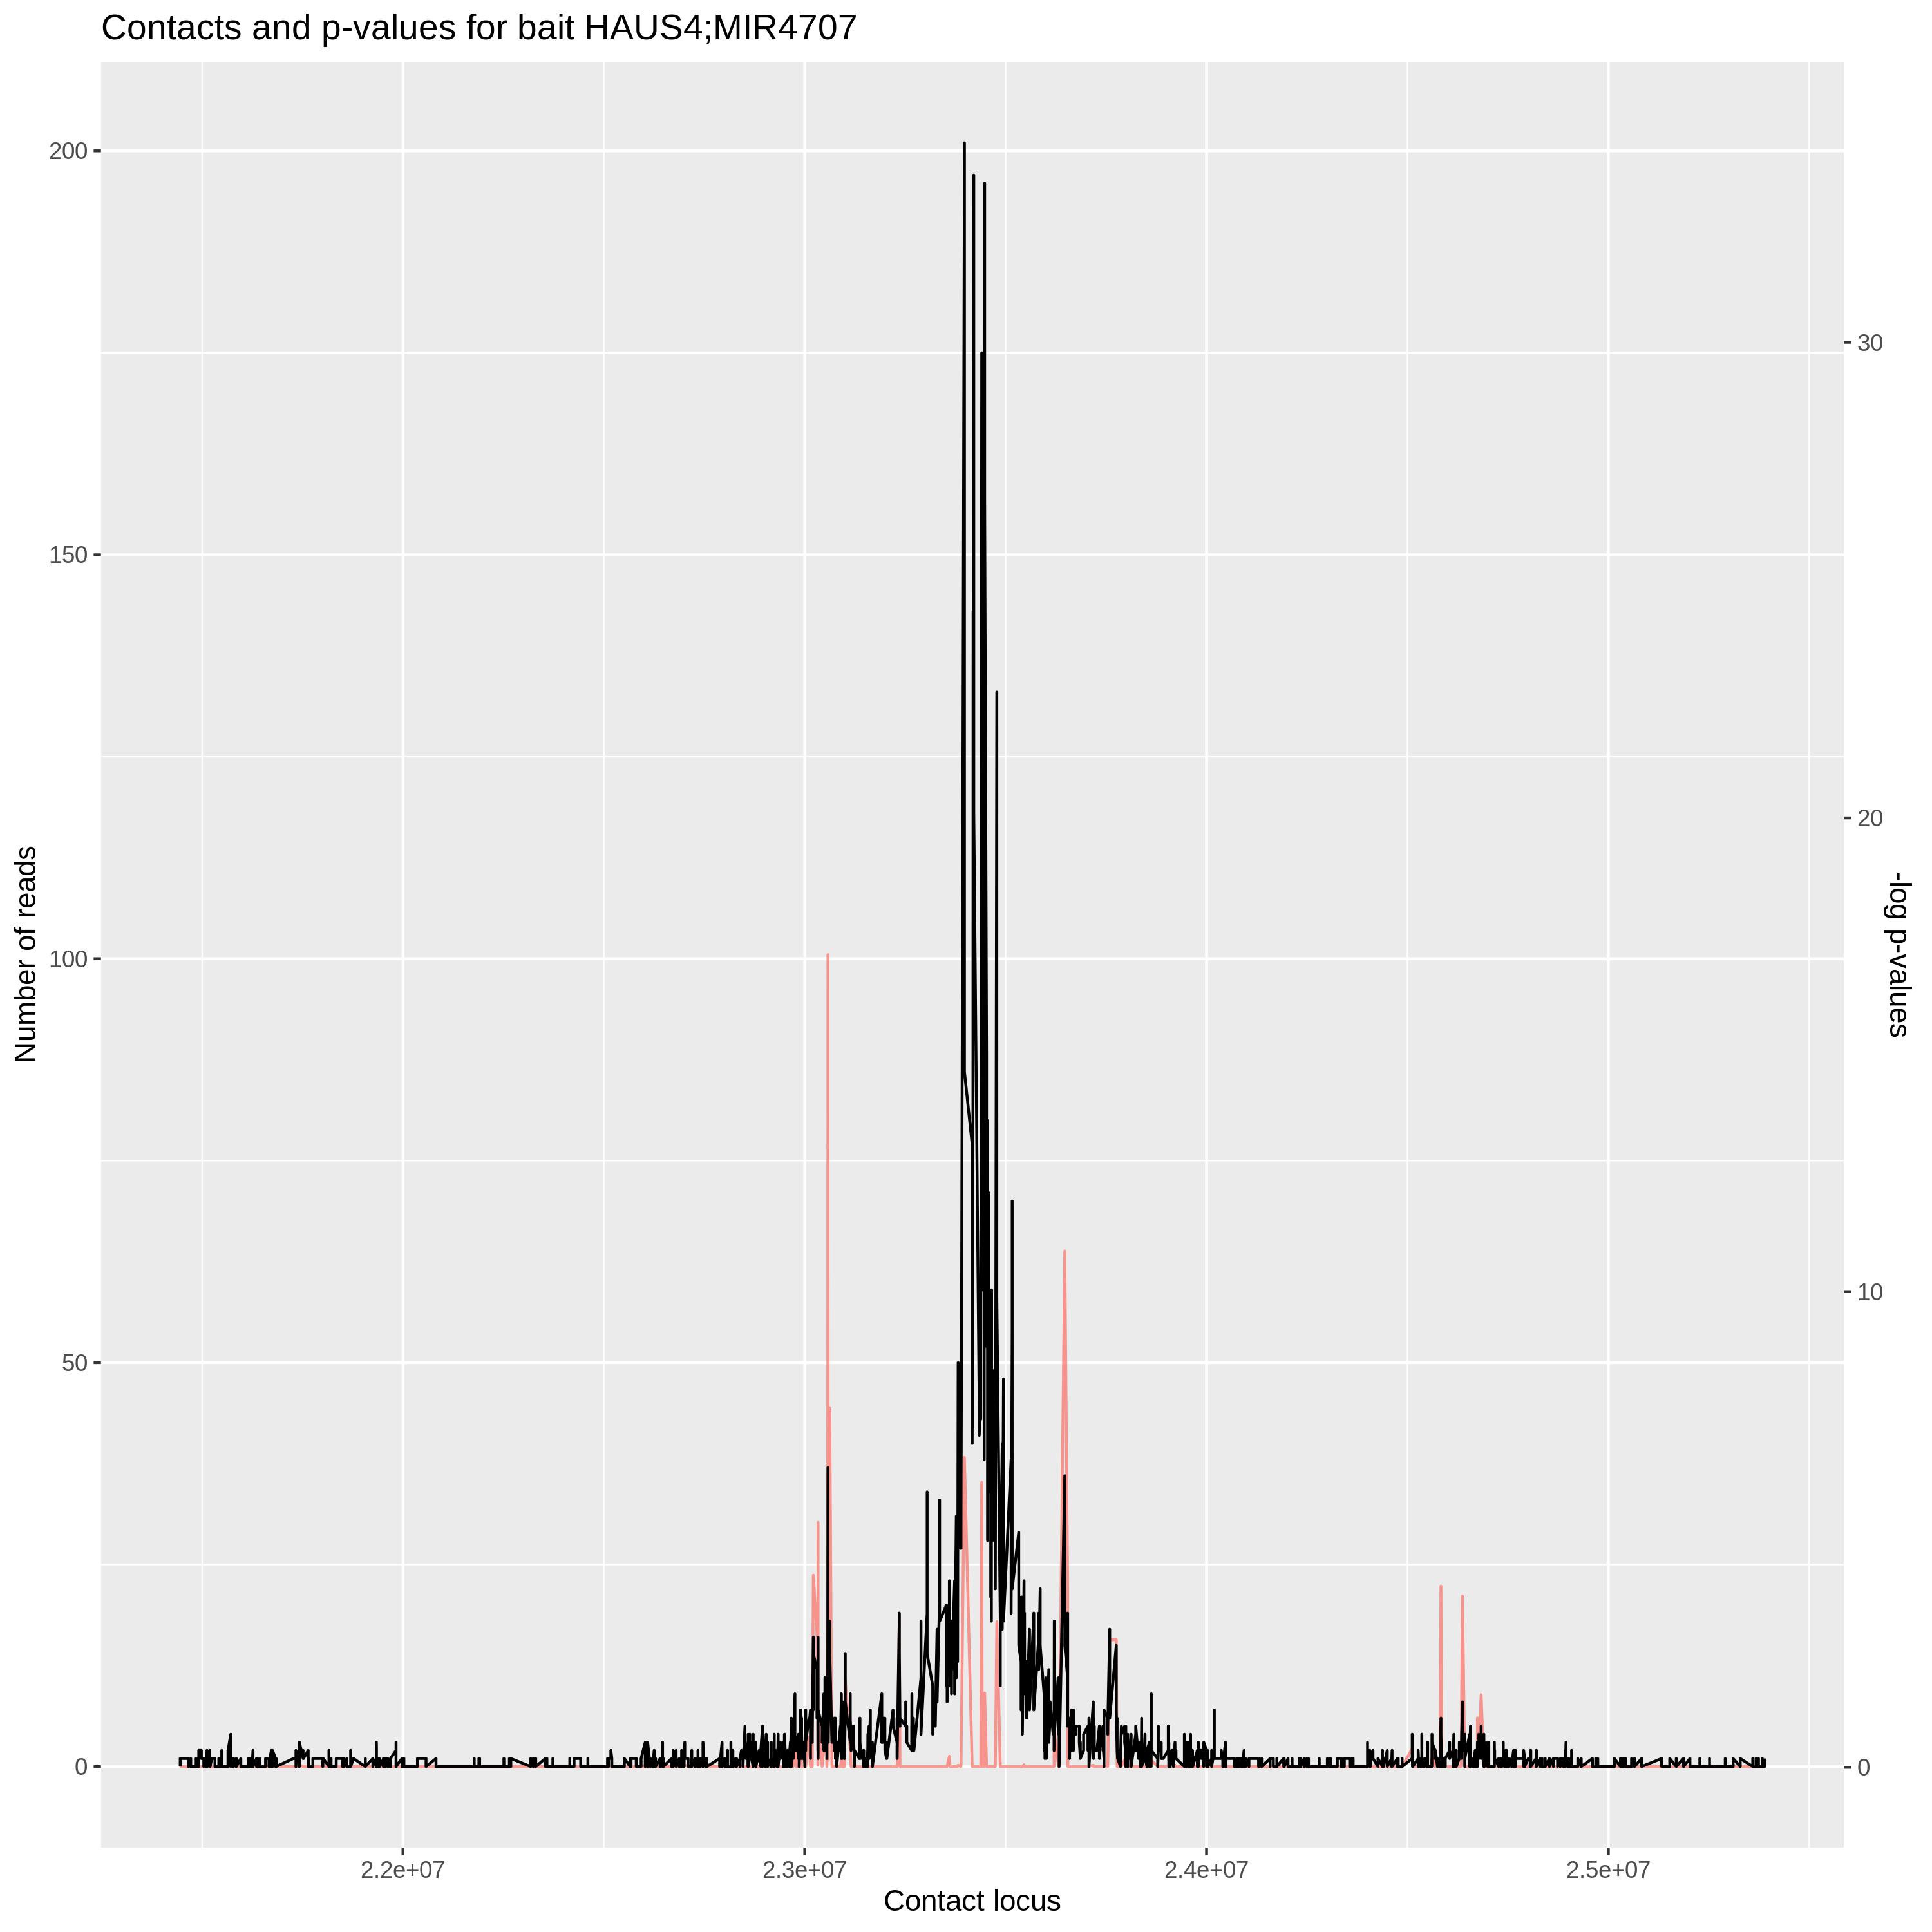 Contacts and p-values for bait HAUS4;MIR4707
200
150
100
50
0
Number of reads
30
20
10
0
-log p-values
2.2e+07
2.3e+07
2.4e+07
2.5e+07
Contact locus